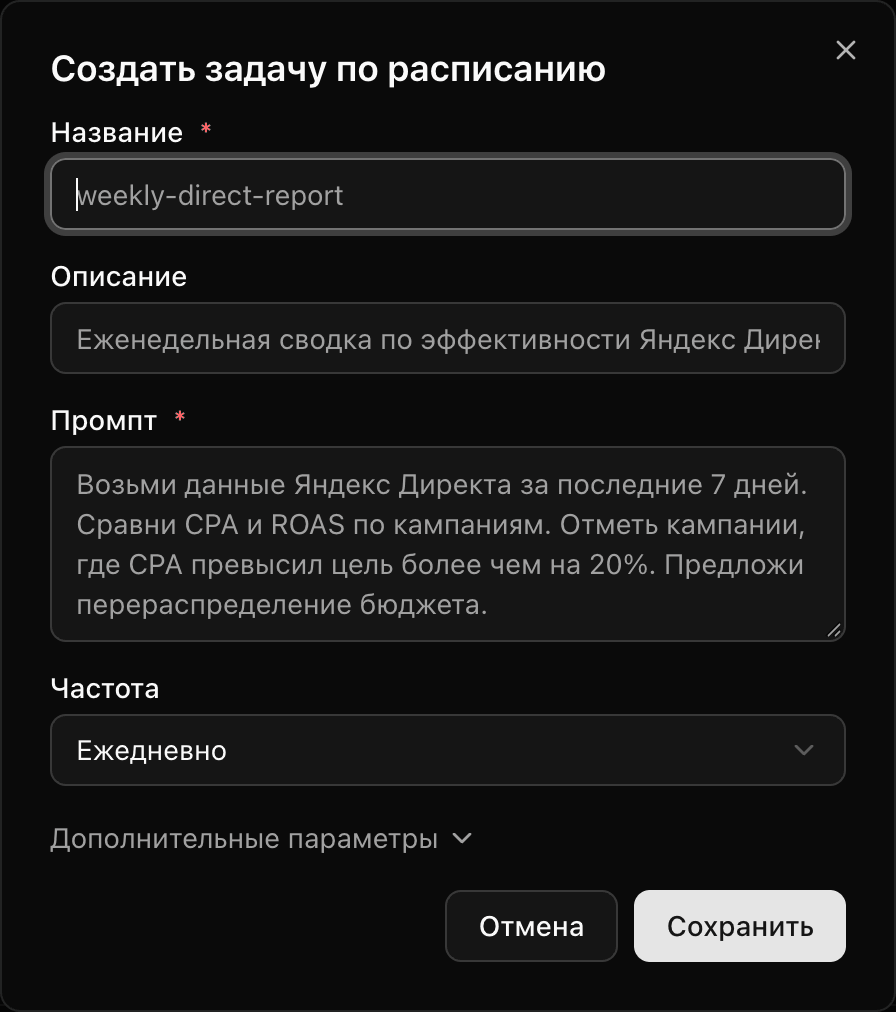 Создать задачу по расписанию
Название *
weekly-direct-report
Описание
Еженедельная сводка по эффективности Яндекс
Промпт *
Возьми данные Яндекс Директа за последние 7 дней.
Сравни CPA и ROAS по кампаниям. Отметь кампании,
где CPA превысил цель более чем на 20%. Предложи
перераспределение бюджета.
Частота
Ежедневно
Дополнительные параметры
Отмена
Сохранить